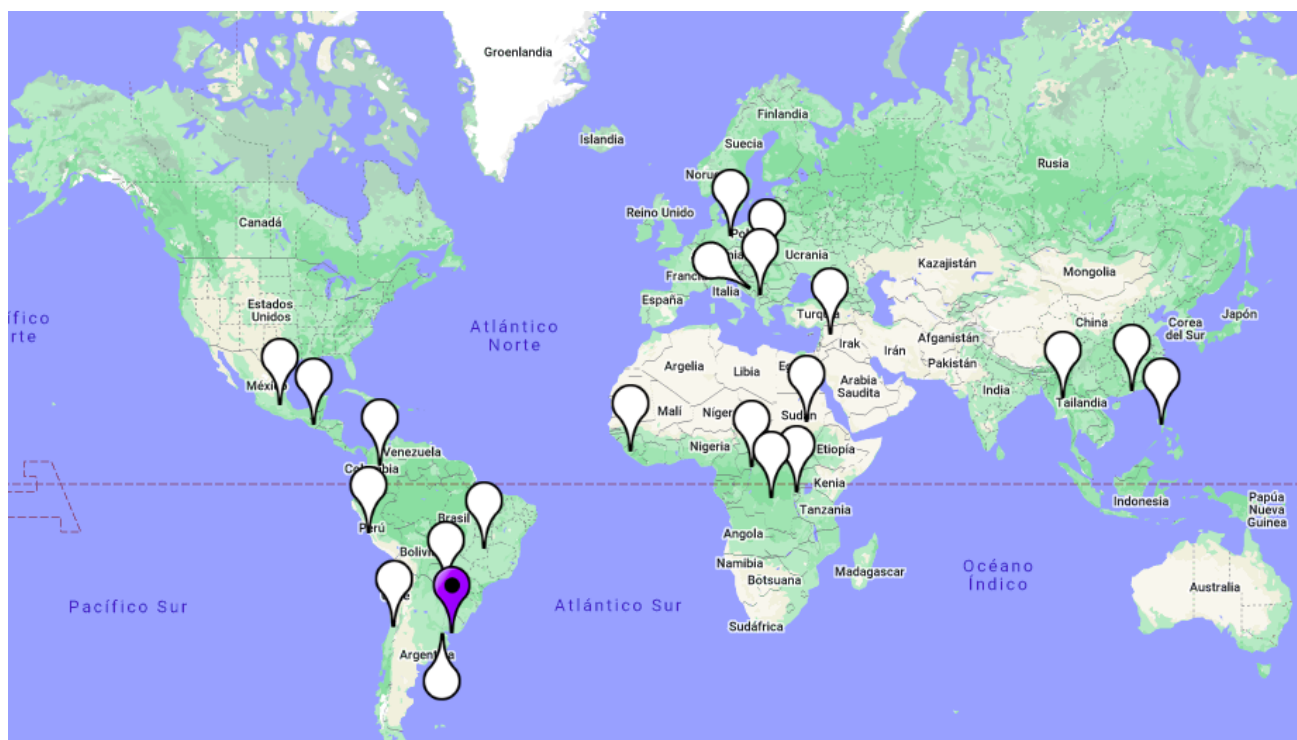 Groenlandia
Finlandia
Islandia
Suecia
Rusia
Reino Unido
Canadá
Ucrania
Kazajistán
Mongolia
Francia
Italia
España
Estados
Unidos
Atlántico
Norte
China
Corea
del Sur
Japón
Irak
Irán
Afganistán
Pakistán
Argelia
Libia
Arabia
Saudita
India
México
Malí
Sudán
Tailandia
Nigeria
Etiopía
Venezuela
Colombia
Kenia
Indonesia
Papúa
Nueva
Guinea
Tanzania
Brasil
Perú
Angola
Bolivia
Namibia
Botsuana
Madagascar
Océano
Índico
Australia
Pacífico Sur
Atlántico Sur
Sudáfrica